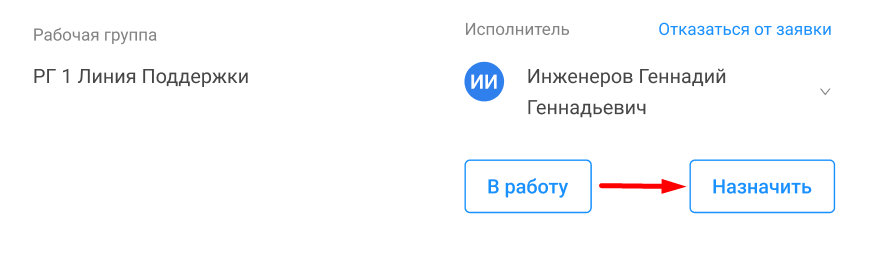 Рабочая группа
Исполнитель
Отказаться от заявки
РГ 1 Линия Поддержки
ИИ
Инженеров Геннадий
Геннадьевич
В работу
Назначить